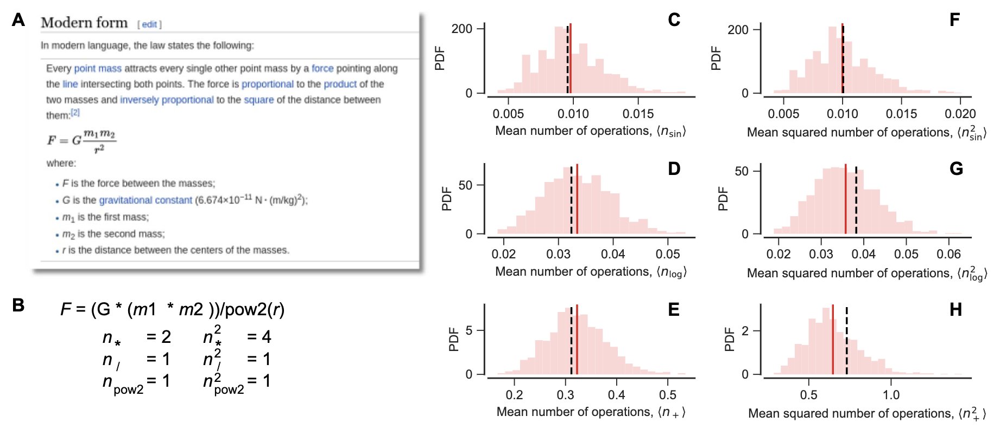 A
Modern form [ edit ]
In modern language, the law states the following:
Every point mass attracts every single other point mass by a force pointing along
the line intersecting both points. The force is proportional to the product of the
two masses and inversely proportional to the square of the distance between
them:[2]
F = G m₁m₂ / r²
where:
• F is the force between the masses;
• G is the gravitational constant (6.674×10⁻¹¹ N · (m/kg)²);
• m₁ is the first mass;
• m₂ is the second mass;
• r is the distance between the centers of the masses.
B
F = (G * (m1 * m2 ))/pow2(r)
n* = 2 n²* = 4
n/ = 1 n²/ = 1
npow2 = 1 n²pow2 = 1
C
PDF
200
100
0
0.005 0.010 0.015
Mean number of operations, ⟨nsin⟩
D
PDF
50
0
0.02 0.03 0.04 0.05
Mean number of operations, ⟨nlog⟩
E
PDF
5
0
0.2 0.3 0.4 0.5
Mean number of operations, ⟨n+⟩
F
PDF
200
0
0.005 0.010 0.015 0.020
Mean squared number of operations, ⟨n²sin⟩
G
PDF
50
0
0.02 0.03 0.04 0.05 0.06
Mean squared number of operations, ⟨n²log⟩
H
PDF
2
0
0.5 1.0
Mean squared number of operations, ⟨n²+⟩